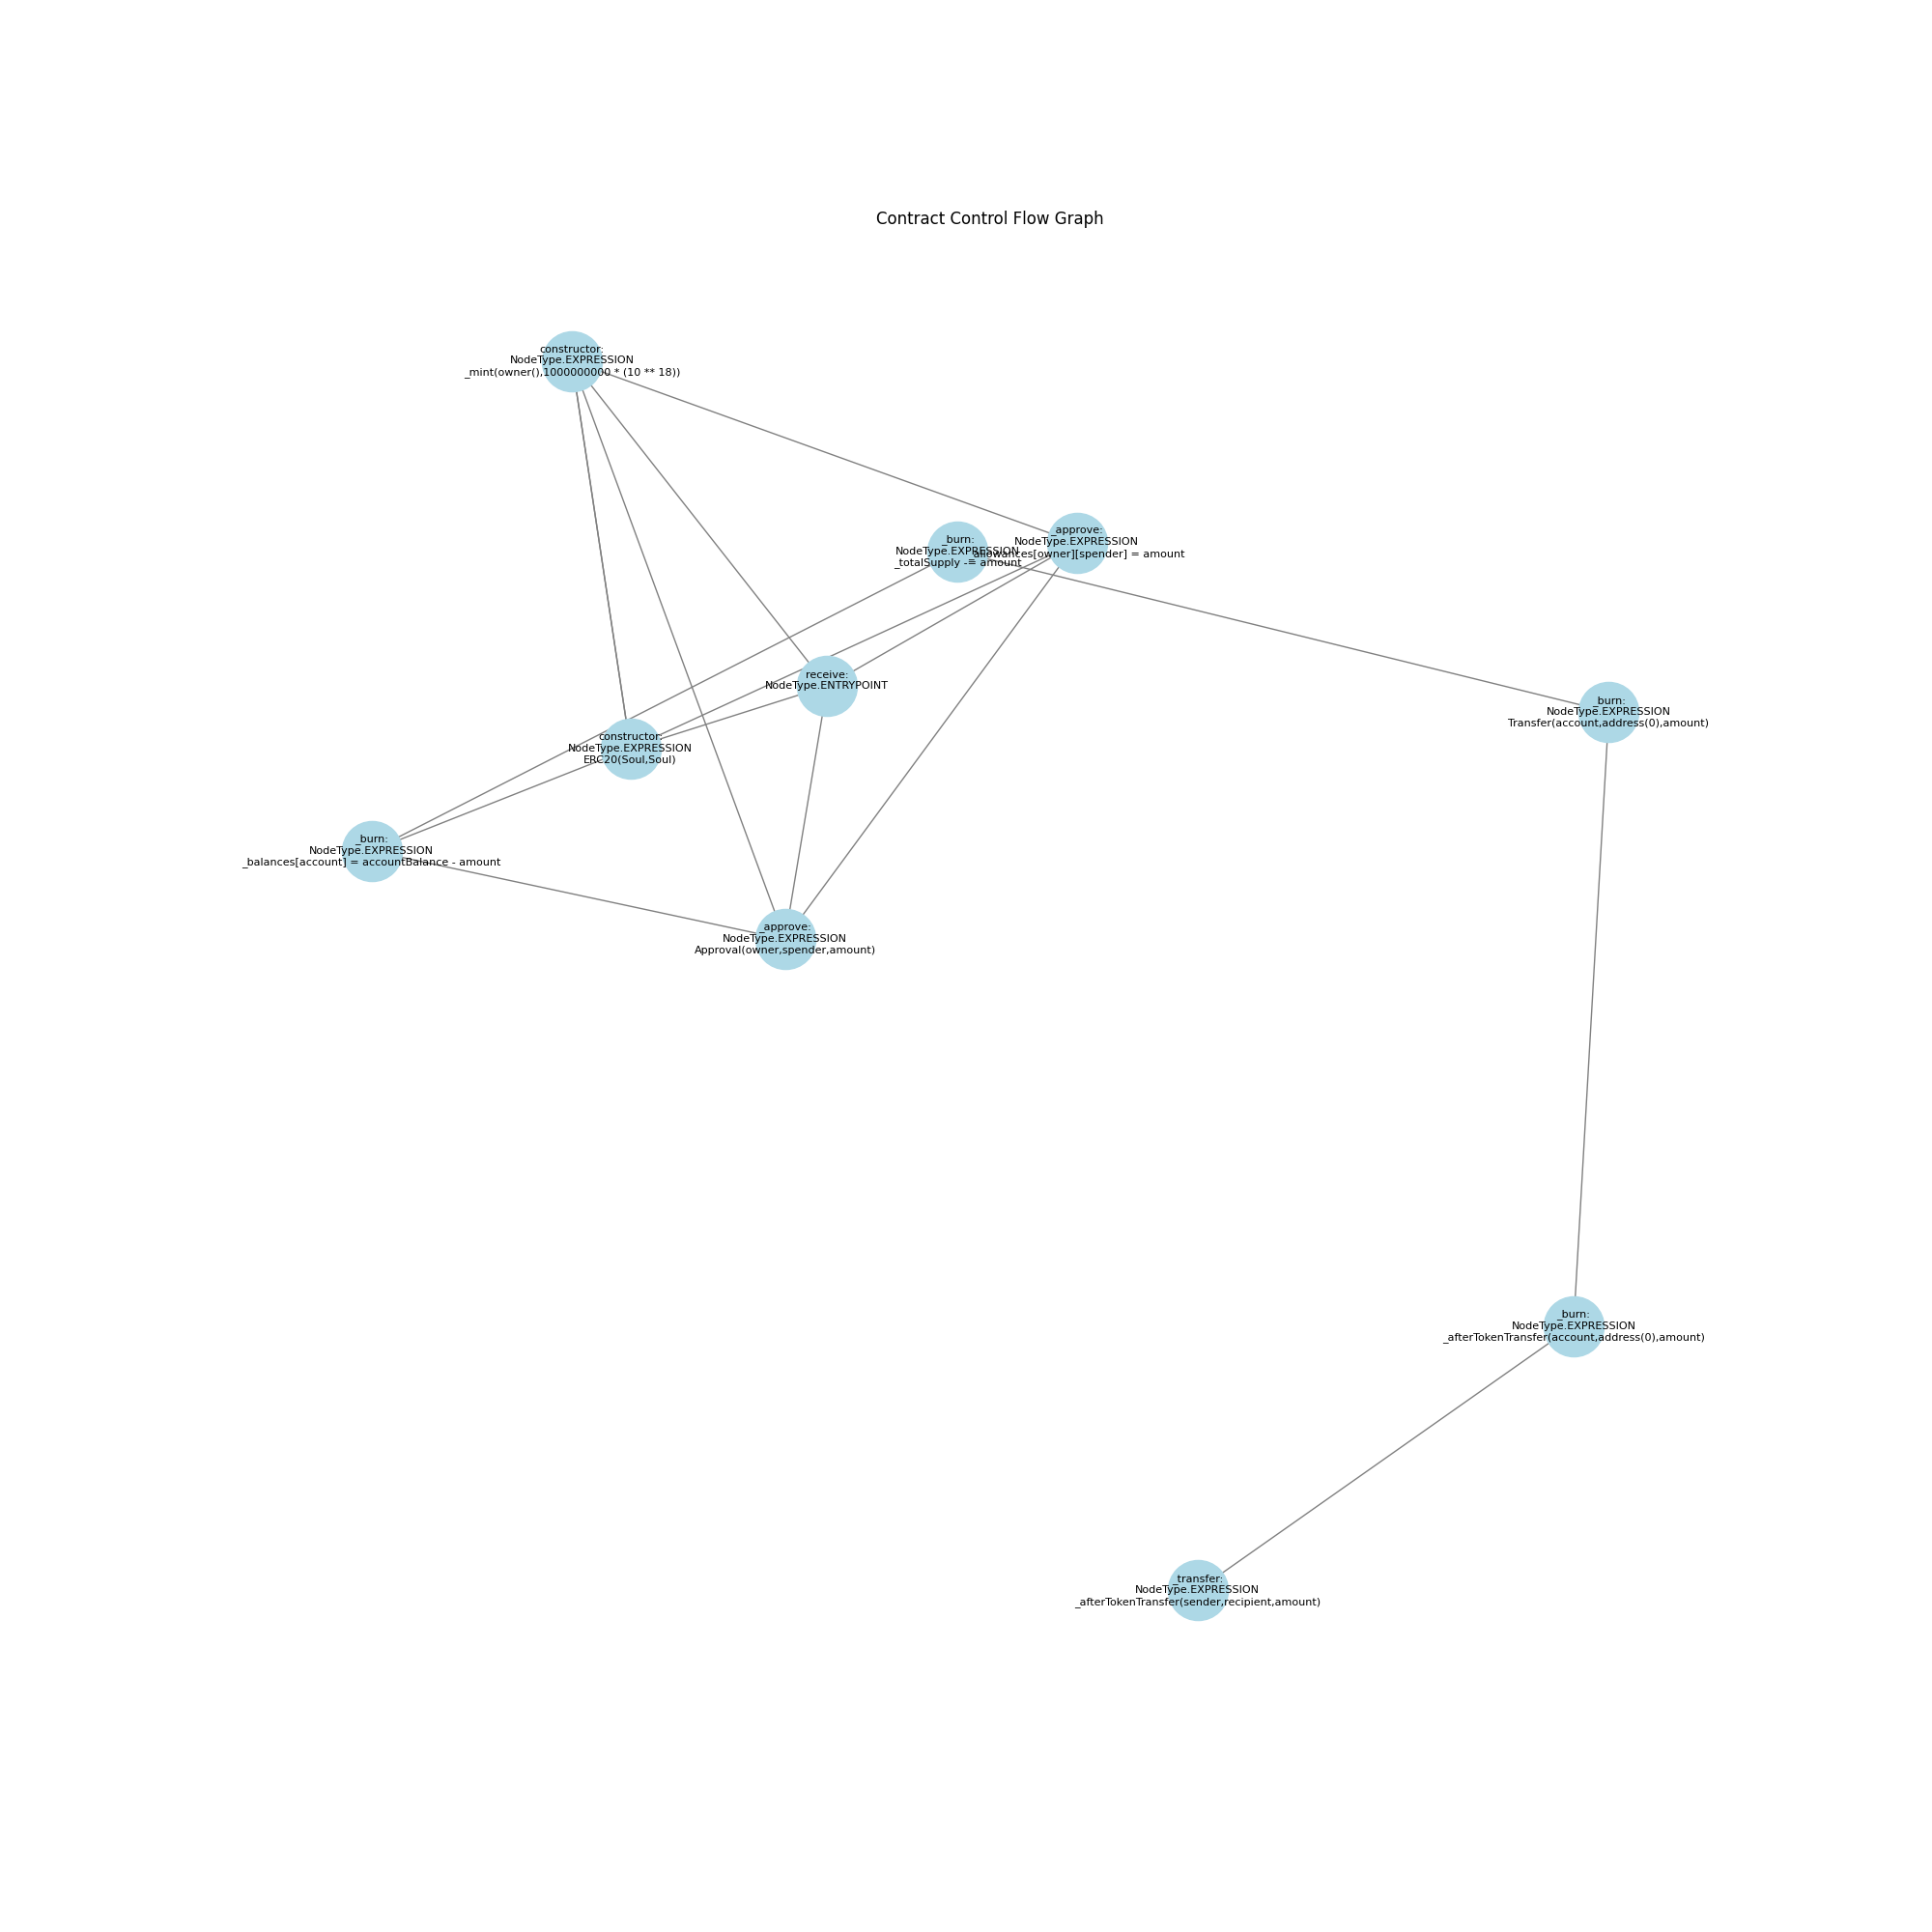 Contract Control Flow Graph
constructor:
NodeType.EXPRESSION
_mint(owner(),1000000000 * (10 ** 18))
_burn:
NodeType.EXPRESSION
_totalSupply -= amount
_approve:
NodeType.EXPRESSION
_allowances[owner][spender] = amount
receive:
NodeType.ENTRYPOINT
_burn:
NodeType.EXPRESSION
Transfer(account,address(0),amount)
constructor:
NodeType.EXPRESSION
ERC20(Soul,Soul)
_burn:
NodeType.EXPRESSION
_balances[account] = accountBalance - amount
_approve:
NodeType.EXPRESSION
Approval(owner,spender,amount)
_burn:
NodeType.EXPRESSION
_afterTokenTransfer(account,address(0),amount)
_transfer:
NodeType.EXPRESSION
_afterTokenTransfer(sender,recipient,amount)